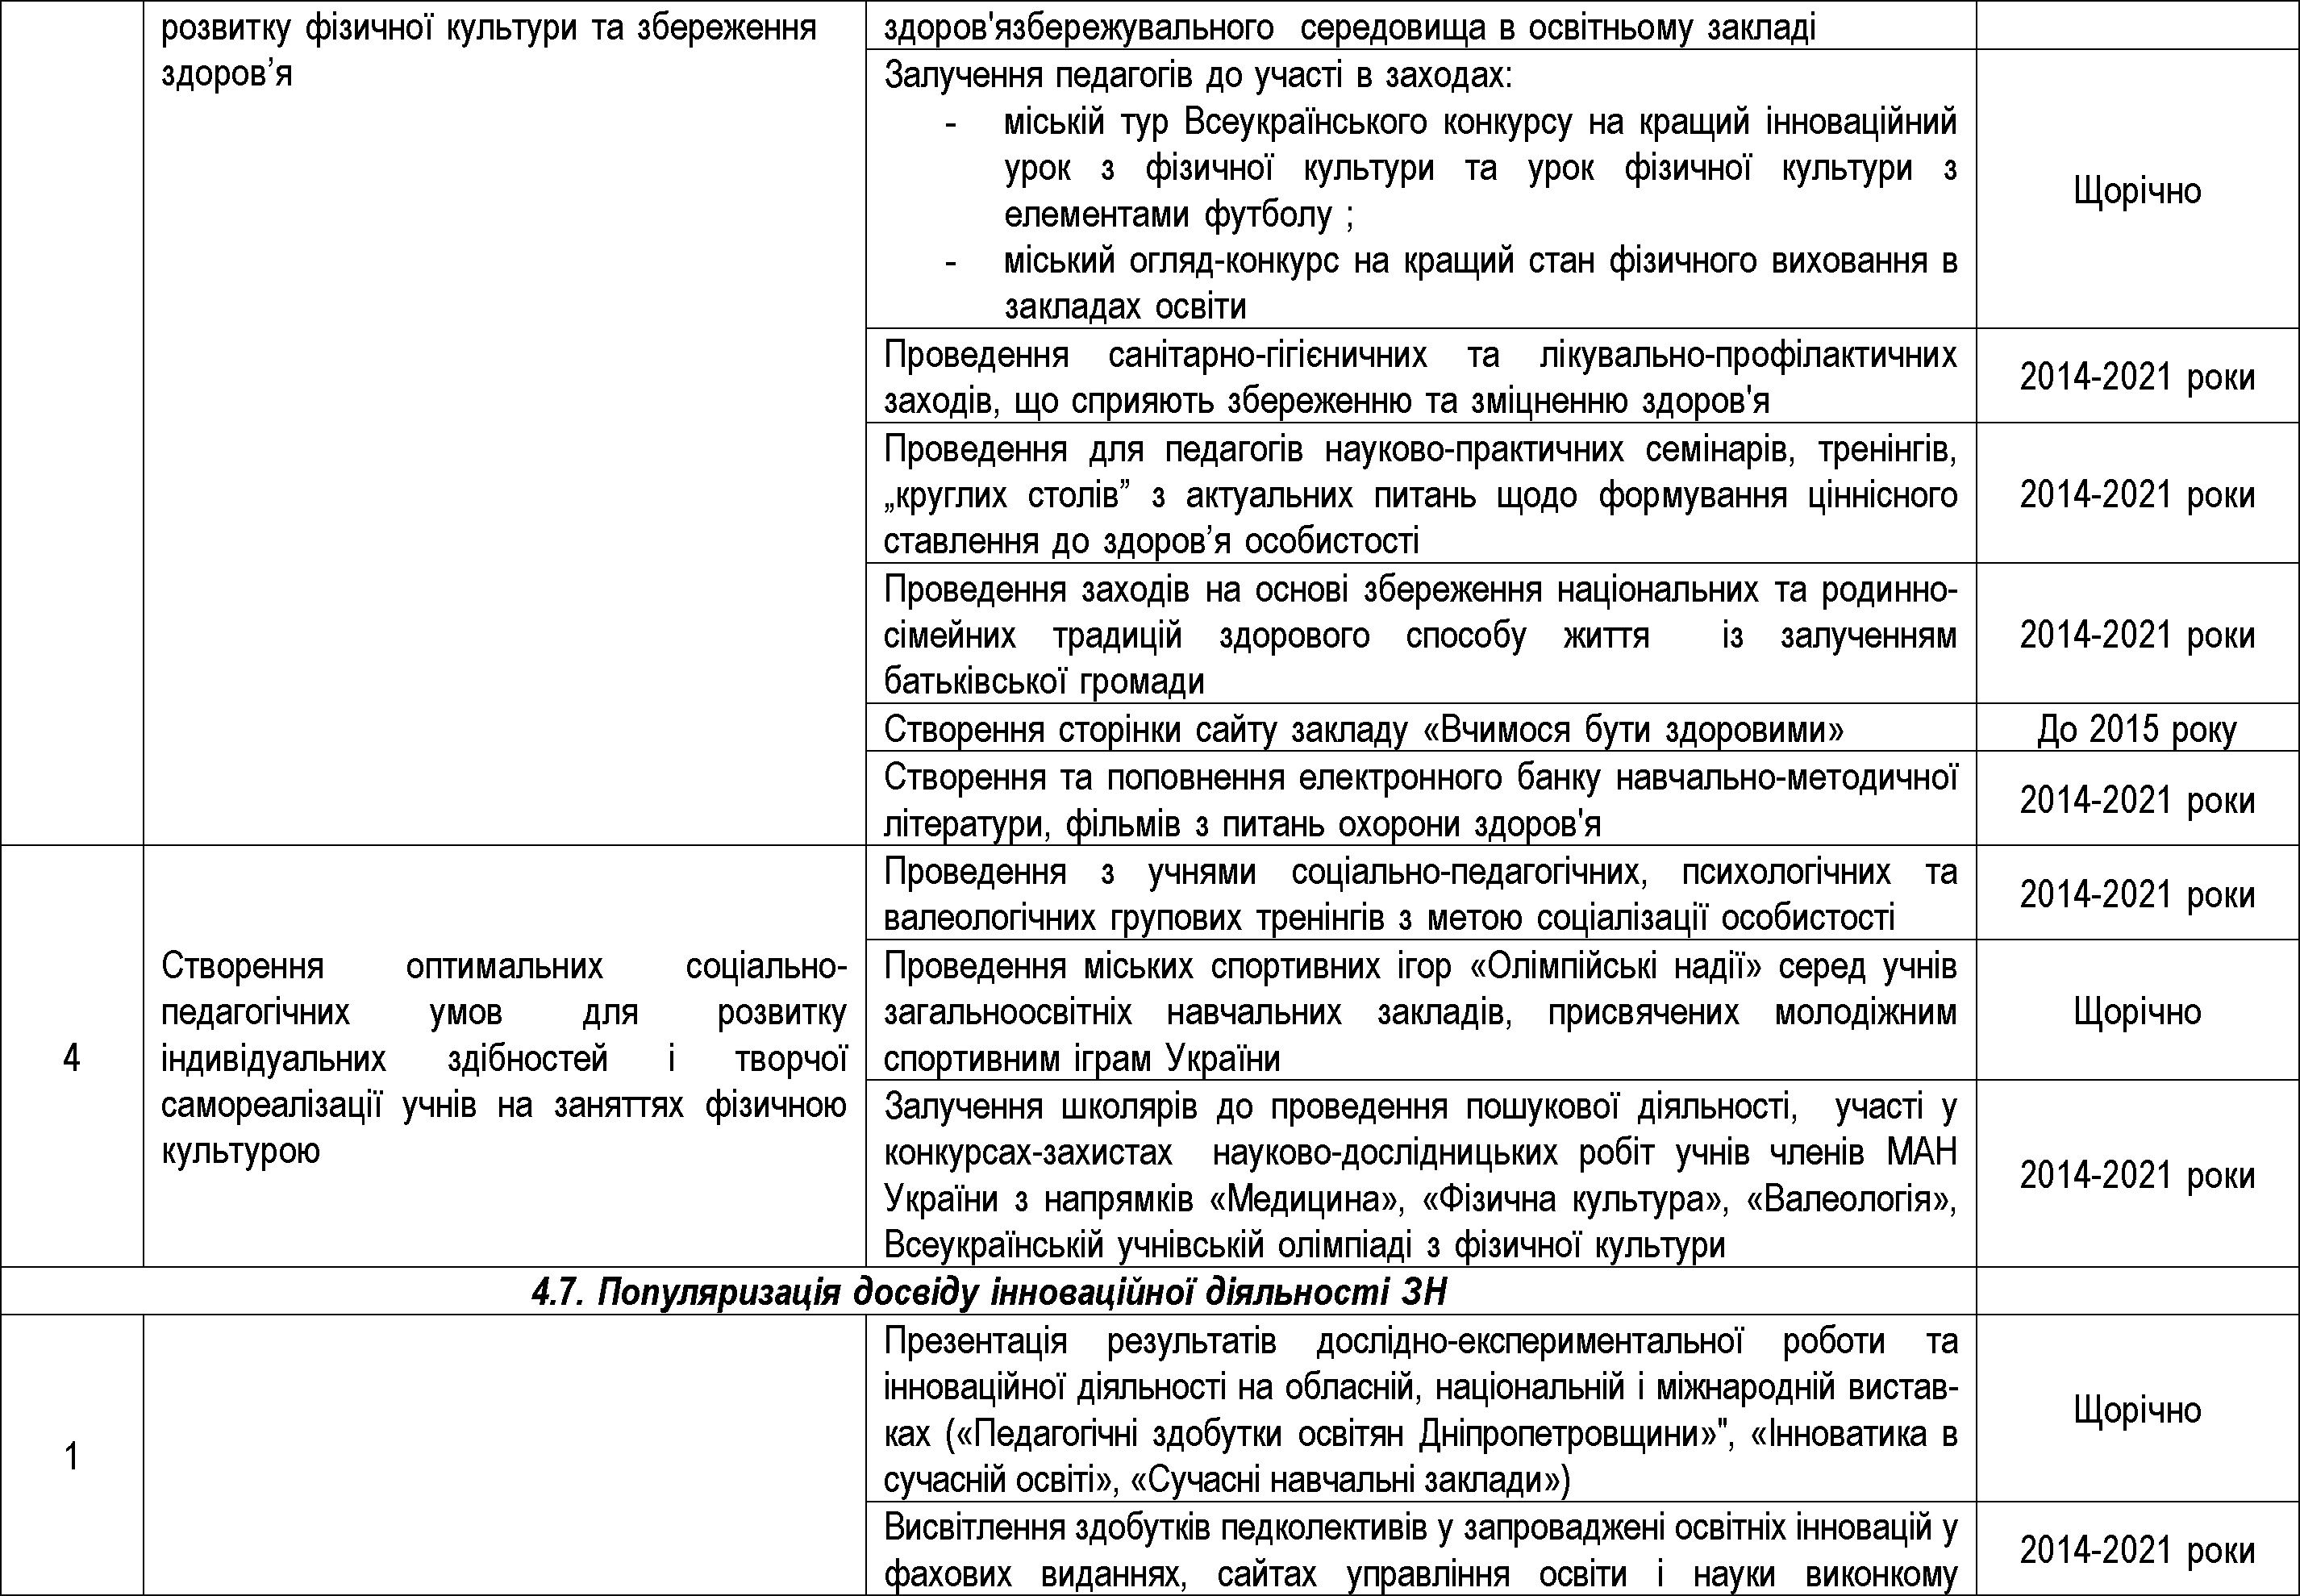 розвитку фізичної культури та збереження
здоров’я
здоров'язбережувального середовища в освітньому закладі
Залучення педагогів до участі в заходах:
- міській тур Всеукраїнського конкурсу на кращий інноваційний
урок з фізичної культури та урок фізичної культури з
елементами футболу ;
- міський огляд-конкурс на кращий стан фізичного виховання в
закладах освіти
Щорічно
Проведення санітарно-гігієничних та лікувально-профілактичних
заходів, що сприяють збереженню та зміцненню здоров'я
2014-2021 роки
Проведення для педагогів науково-практичних семінарів, тренінгів,
„круглих столів” з актуальних питань щодо формування ціннісного
ставлення до здоров’я особистості
2014-2021 роки
Проведення заходів на основі збереження національних та родинно-
сімейних традицій здорового способу життя із залученням
батьківської громади
2014-2021 роки
Створення сторінки сайту закладу «Вчимося бути здоровими»
До 2015 року
Створення та поповнення електронного банку навчально-методичної
літератури, фільмів з питань охорони здоров'я
2014-2021 роки
4
Створення оптимальних соціально-
педагогічних умов для розвитку
індивідуальних здібностей і творчої
самореалізації учнів на заняттях фізичною
культурою
Проведення з учнями соціально-педагогічних, психологічних та
валеологічних групових тренінгів з метою соціалізації особистості
2014-2021 роки
Проведення міських спортивних ігор «Олімпійські надії» серед учнів
загальноосвітніх навчальних закладів, присвячених молодіжним
спортивним іграм України
Щорічно
Залучення школярів до проведення пошукової діяльності, участі у
конкурсах-захистах науково-дослідницьких робіт учнів членів МАН
України з напрямків «Медицина», «Фізична культура», «Валеологія»,
Всеукраїнській учнівській олімпіаді з фізичної культури
2014-2021 роки
4.7. Популяризація досвіду інноваційної діяльності ЗН
1
Презентація результатів дослідно-експериментальної роботи та
інноваційної діяльності на обласній, національній і міжнародній вистав-
ках («Педагогічні здобутки освітян Дніпропетровщини»", «Інноватика в
сучасній освіті», «Сучасні навчальні заклади»)
Щорічно
Висвітлення здобутків педколективів у запроваджені освітніх інновацій у
фахових виданнях, сайтах управління освіти і науки виконкому
2014-2021 роки